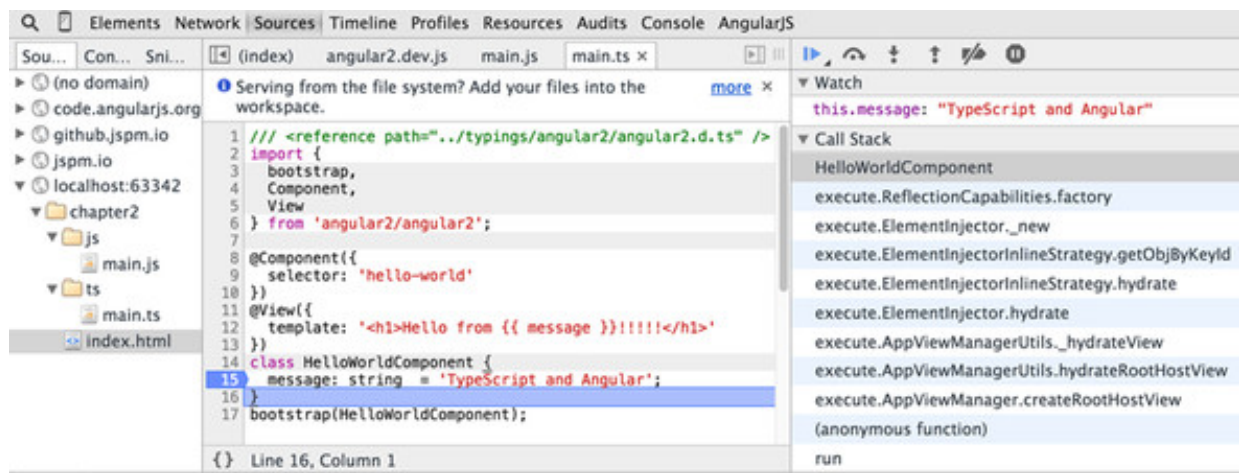 Elements Network Sources Timeline Profiles Resources Audits Console AngularJS
Sou... Con... Sni...
(no domain)
code.angularjs.org
github.jspm.io
jspm.io
localhost:63342
chapter2
js
main.js
ts
main.ts
index.html
(index) angular2.dev.js main.js main.ts ×
Serving from the file system? Add your files into the workspace. more ×
1 /// <reference path="../typings/angular2/angular2.d.ts" />
2 import {
3   bootstrap,
4   Component,
5   View
6 } from 'angular2/angular2';
7
8 @Component({
9   selector: 'hello-world'
10 })
11 @View({
12   template: '<h1>Hello from {{ message }}!!!!!</h1>'
13 })
14 class HelloWorldComponent {
15   message: string  = 'TypeScript and Angular';
16 }
17 bootstrap(HelloWorldComponent);
{} Line 16, Column 1
Watch
this.message: "TypeScript and Angular"
Call Stack
HelloWorldComponent
execute.ReflectionCapabilities.factory
execute.ElementInjector._new
execute.ElementInjectorInlineStrategy.getObjByKeyId
execute.ElementInjectorInlineStrategy.hydrate
execute.ElementInjector.hydrate
execute.AppViewManagerUtils._hydrateView
execute.AppViewManagerUtils.hydrateRootHostView
execute.AppViewManager.createRootHostView
(anonymous function)
run